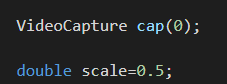 VideoCapture cap(0);
double scale=0.5;